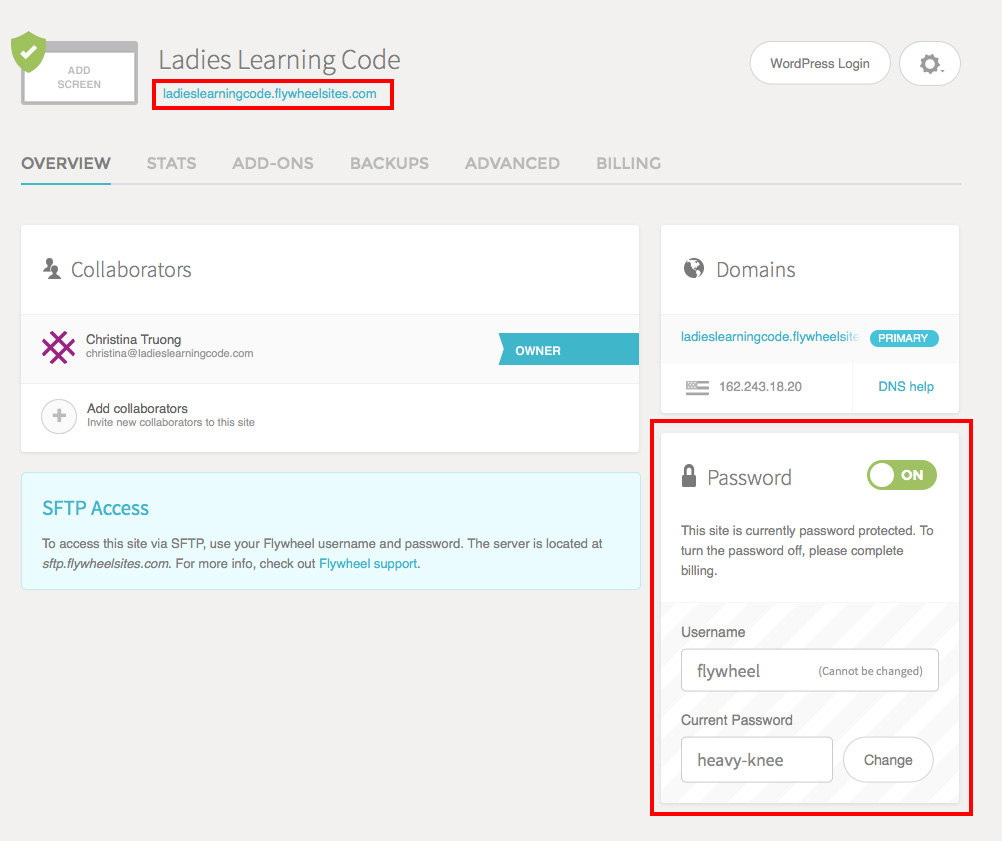 ADD
SCREEN
Ladies Learning Code
ladieslearningcode.flywheelsites.com
WordPress Login
OVERVIEW STATS ADD-ONS BACKUPS ADVANCED BILLING
Collaborators
Christina Truong
christina@ladieslearningcode.com
OWNER
Add collaborators
Invite new collaborators to this site
SFTP Access
To access this site via SFTP, use your Flywheel username and password. The server is located at
sftp.flywheelsites.com. For more info, check out Flywheel support.
Domains
ladieslearningcode.flywheelsite PRIMARY
162.243.18.20 DNS help
Password ON
This site is currently password protected. To
turn the password off, please complete
billing.
Username
flywheel (Cannot be changed)
Current Password
heavy-knee Change